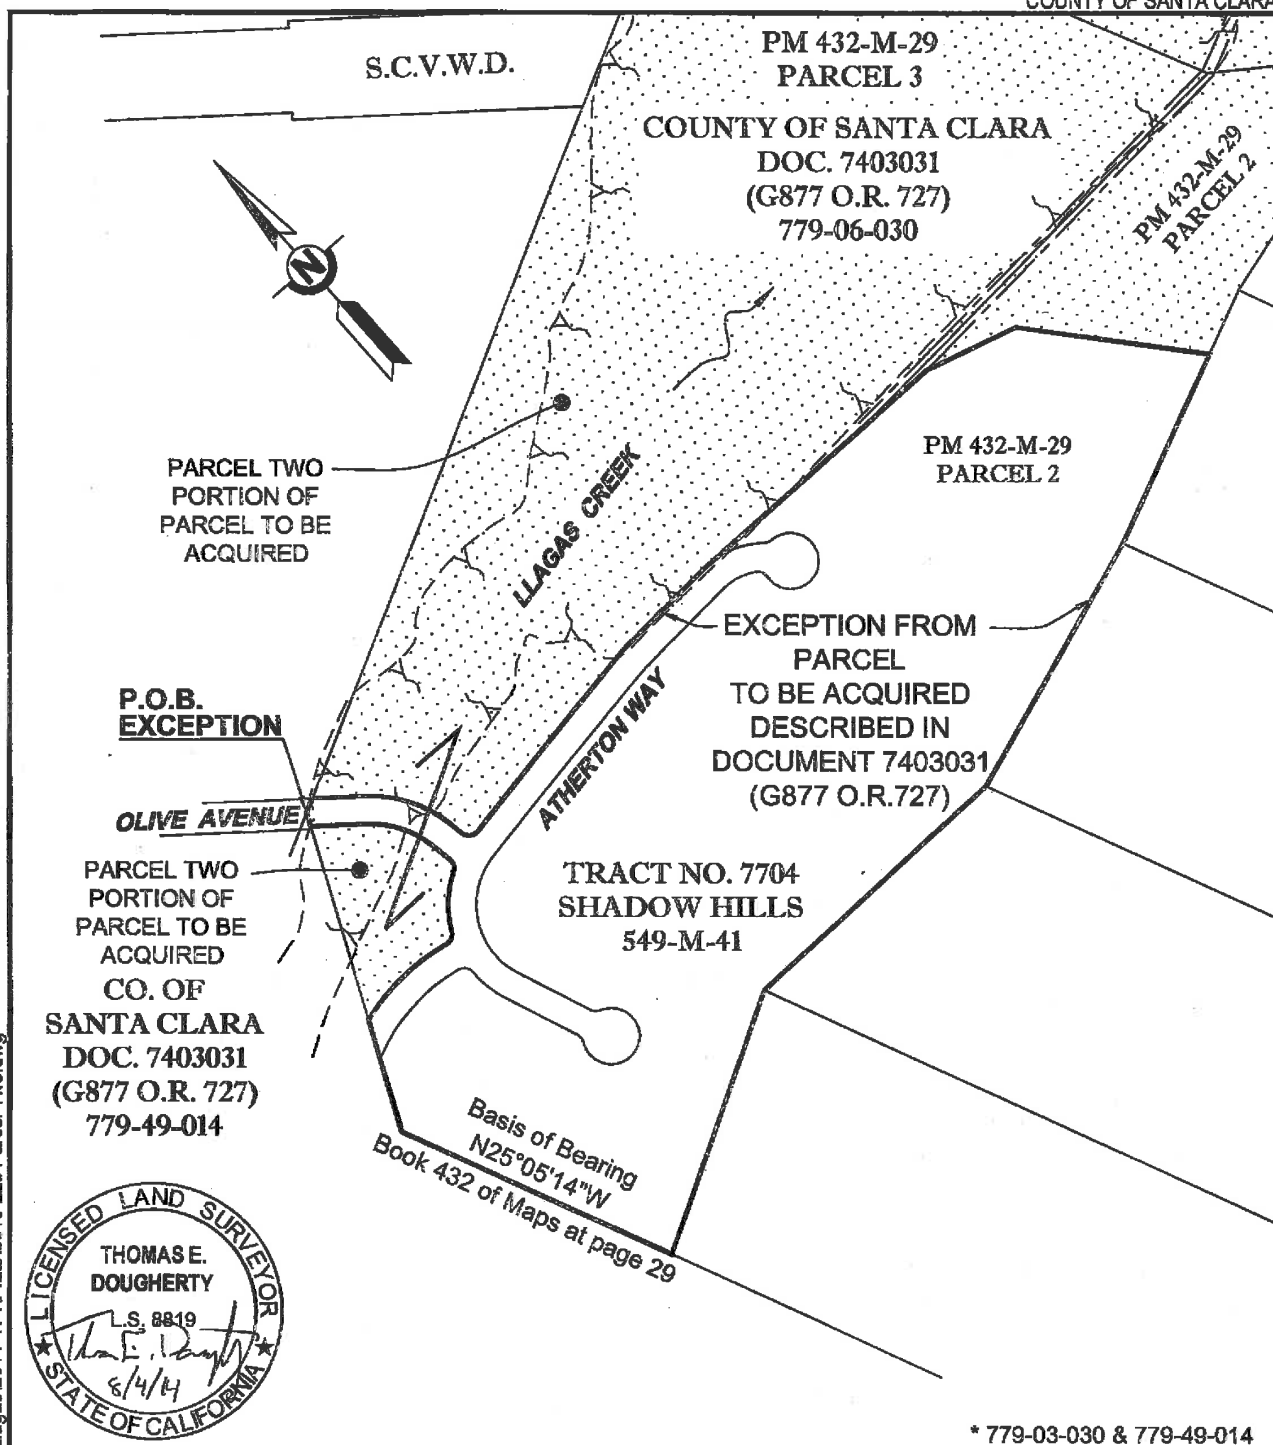 COUNTY OF SANTA CLARA
S.C.V.W.D.
PM 432-M-29
PARCEL 3
COUNTY OF SANTA CLARA
DOC. 7403031
(G877 O.R. 727)
779-06-030
PM 432-M-29
PARCEL 2
N
PARCEL TWO
PORTION OF
PARCEL TO BE
ACQUIRED
LLAGAS CREEK
PM 432-M-29
PARCEL 2
EXCEPTION FROM
PARCEL
TO BE ACQUIRED
DESCRIBED IN
DOCUMENT 7403031
(G877 O.R.727)
P.O.B.
EXCEPTION
OLIVE AVENUE
ATHERTON WAY
PARCEL TWO
PORTION OF
PARCEL TO BE
ACQUIRED
CO. OF
SANTA CLARA
DOC. 7403031
(G877 O.R. 727)
779-49-014
TRACT NO. 7704
SHADOW HILLS
549-M-41
Basis of Bearing
N25°05'14"W
Book 432 of Maps at page 29
LICENSED LAND SURVEYOR
THOMAS E.
DOUGHERTY
L.S. 8819
8/4/14
STATE OF CALIFORNIA
* 779-03-030 & 779-49-014